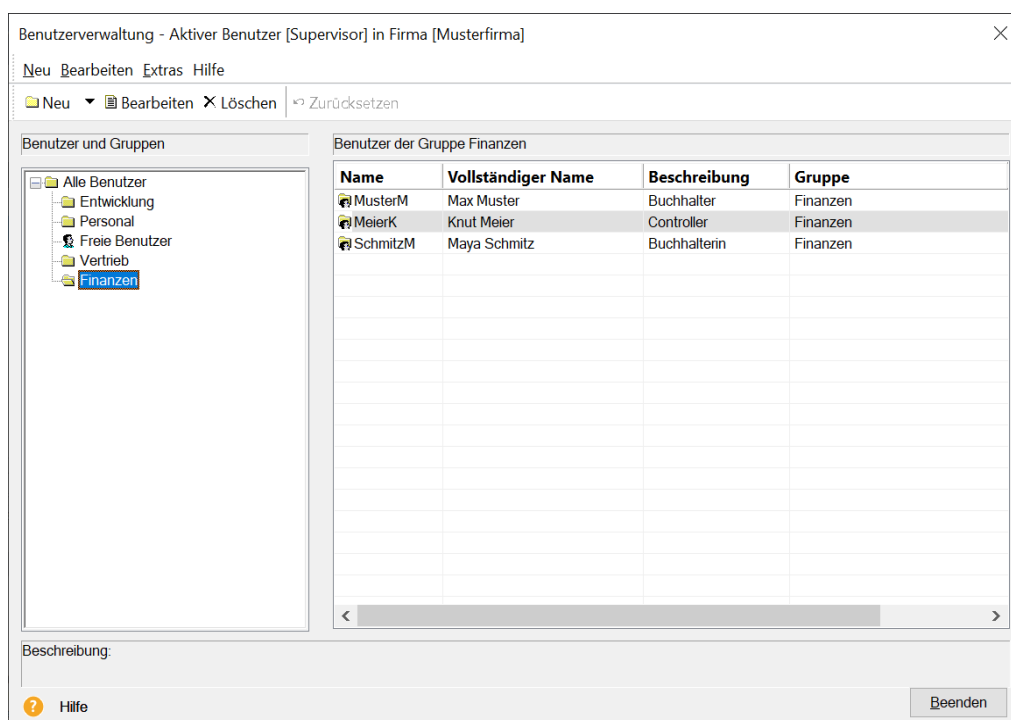 Benutzerverwaltung - Aktiver Benutzer [Supervisor] in Firma [Musterfirma]
Neu Bearbeiten Extras Hilfe
Neu Bearbeiten Löschen Zurücksetzen
Benutzer und Gruppen
Alle Benutzer
Entwicklung
Personal
Freie Benutzer
Vertrieb
Finanzen
Benutzer der Gruppe Finanzen
Name Vollständiger Name Beschreibung Gruppe
MusterM Max Muster Buchhalter Finanzen
MeierK Knut Meier Controller Finanzen
SchmitzM Maya Schmitz Buchhalterin Finanzen
Beschreibung:
? Hilfe
Beenden